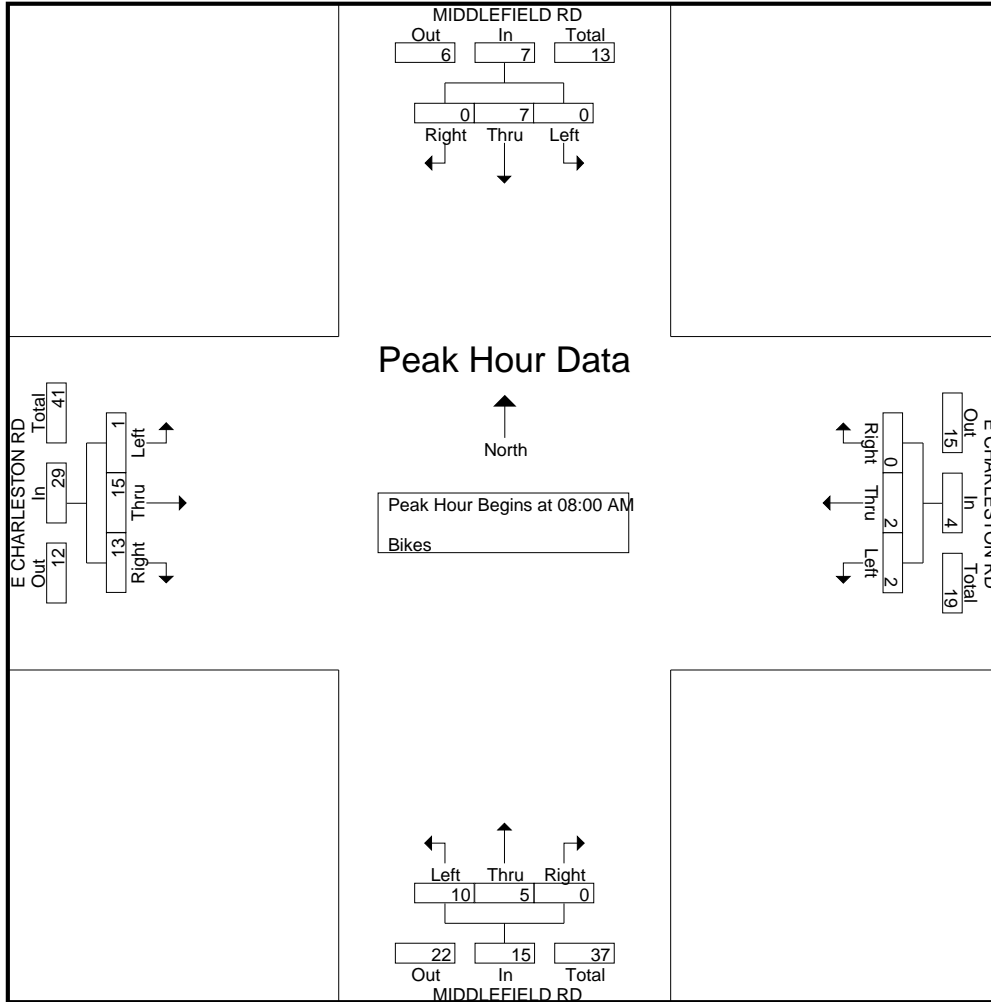 MIDDLEFIELD RD
Out In Total
6 7 13
0 7 0
Right Thru Left
Peak Hour Data
North
Peak Hour Begins at 08:00 AM
Bikes
E CHARLESTON RD
Out In Total
12 29 41
13 15 1
Right Thru Left
E CHARLESTON RD
Out In Total
15 4 19
0 2 2
Right Thru Left
Left Thru Right
10 5 0
22 15 37
Out In Total
MIDDLEFIELD RD